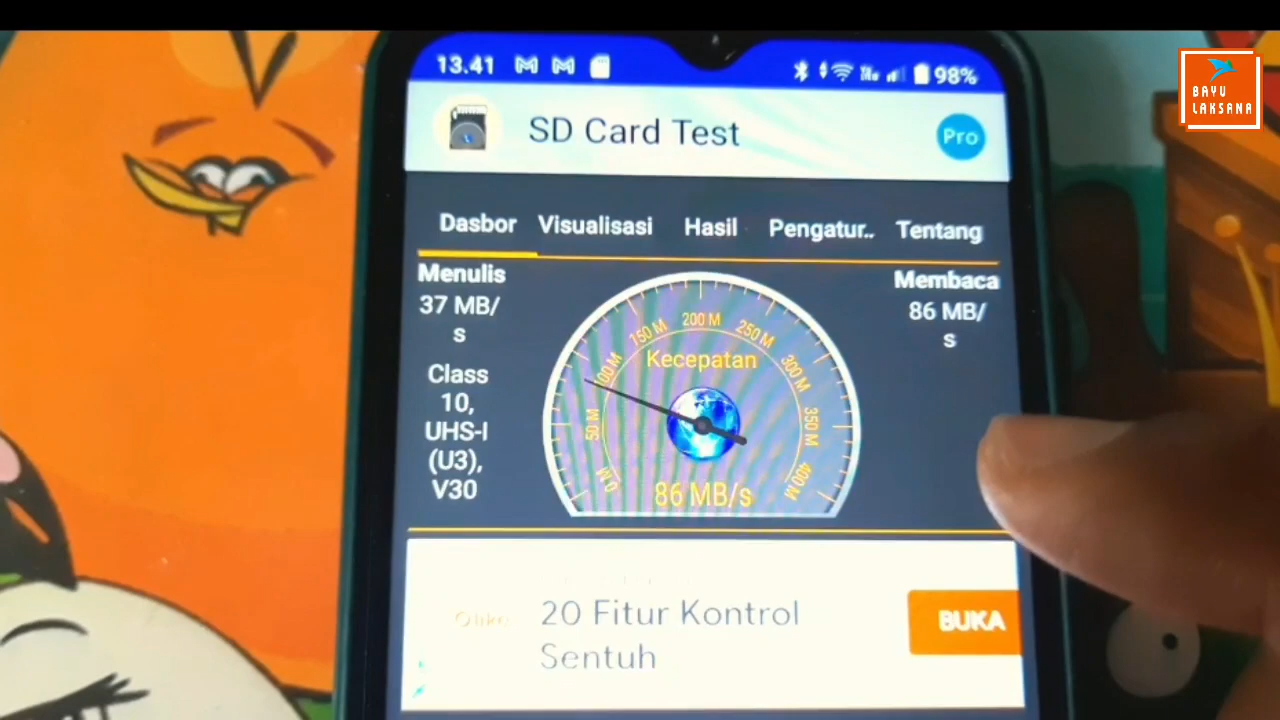 13.41
98%
BAYU
LAKSANA
SD Card Test
Pro
Dasbor Visualisasi Hasil Pengatur.. Tentang
Menulis
37 MB/
s
Class
10,
UHS-I
(U3),
V30
0 M
50 M
100 M
150 M
200 M
250 M
300 M
350 M
400 M
Kecepatan
86 MB/s
Membaca
86 MB/
s
20 Fitur Kontrol
Sentuh
BUKA